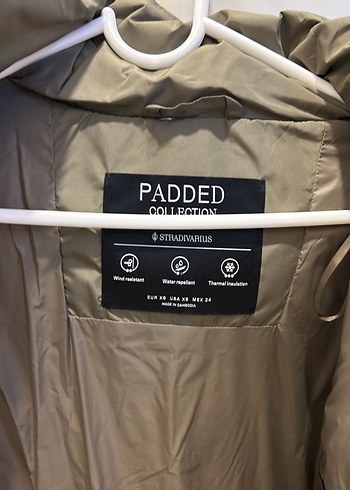 PADDED
COLLECTION
STRADIVARIUS
Wind resistant
Water repellent
Thermal insulation
EUR XS USA XS MEX 24
MADE IN CAMBODIA